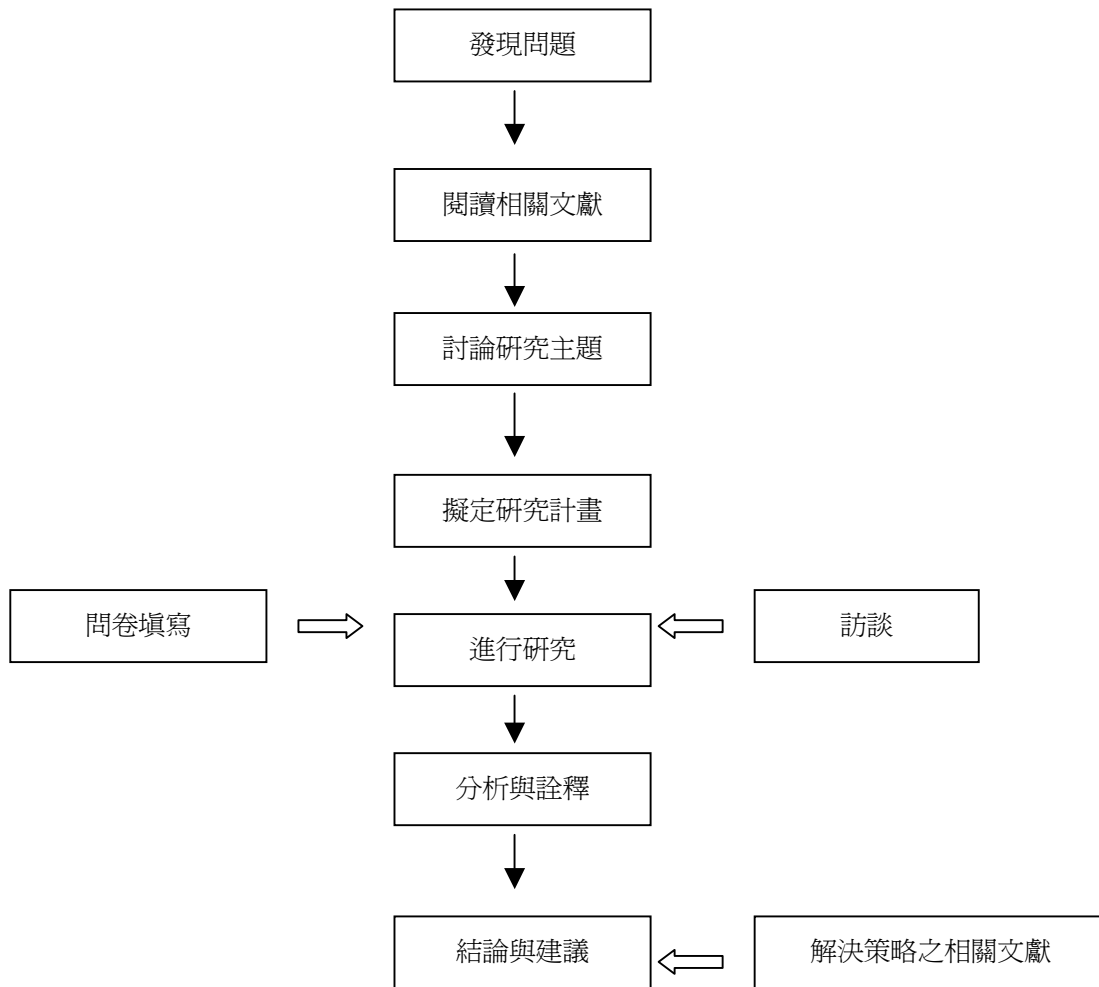 發現問題
閱讀相關文獻
討論研究主題
擬定研究計畫
問卷填寫
進行研究
訪談
分析與詮釋
結論與建議
解決策略之相關文獻